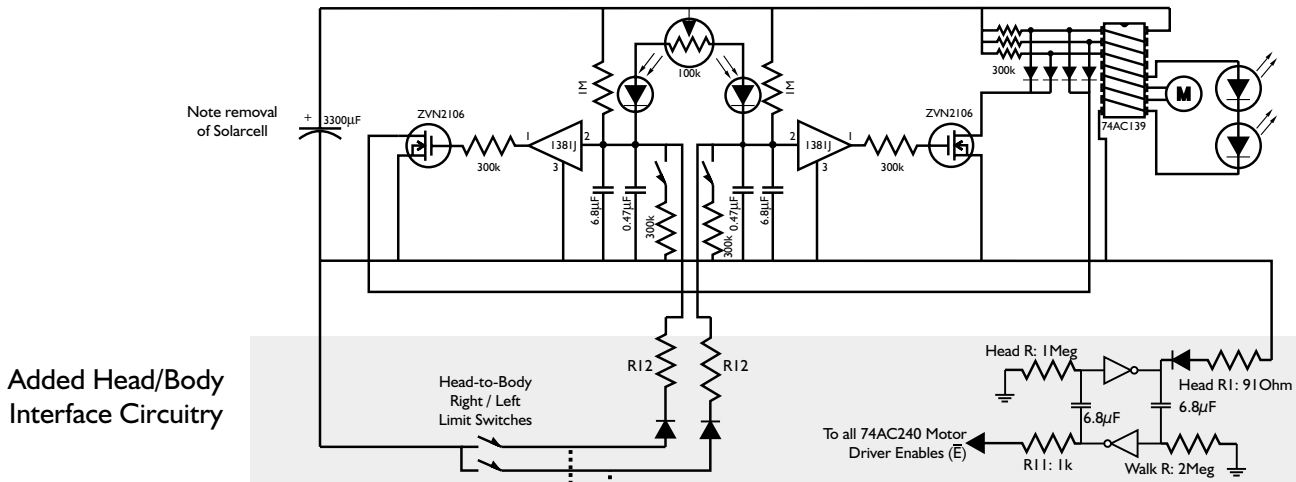 100k
1M
1M
300k
74AC139
M
Note removal
of Solarcell
+
3300µF
ZVN2106
300k
1
1381J
2
3
6.8µF
0.47µF
300k
300k
0.47µF
6.8µF
2
1381J
1
3
300k
ZVN2106
Added Head/Body
Interface Circuitry
Head-to-Body
Right / Left
Limit Switches
R12
R12
Head R: 1Meg
Head R1: 91Ohm
6.8µF
6.8µF
To all 74AC240 Motor
Driver Enables (E̅)
R11: 1k
Walk R: 2Meg